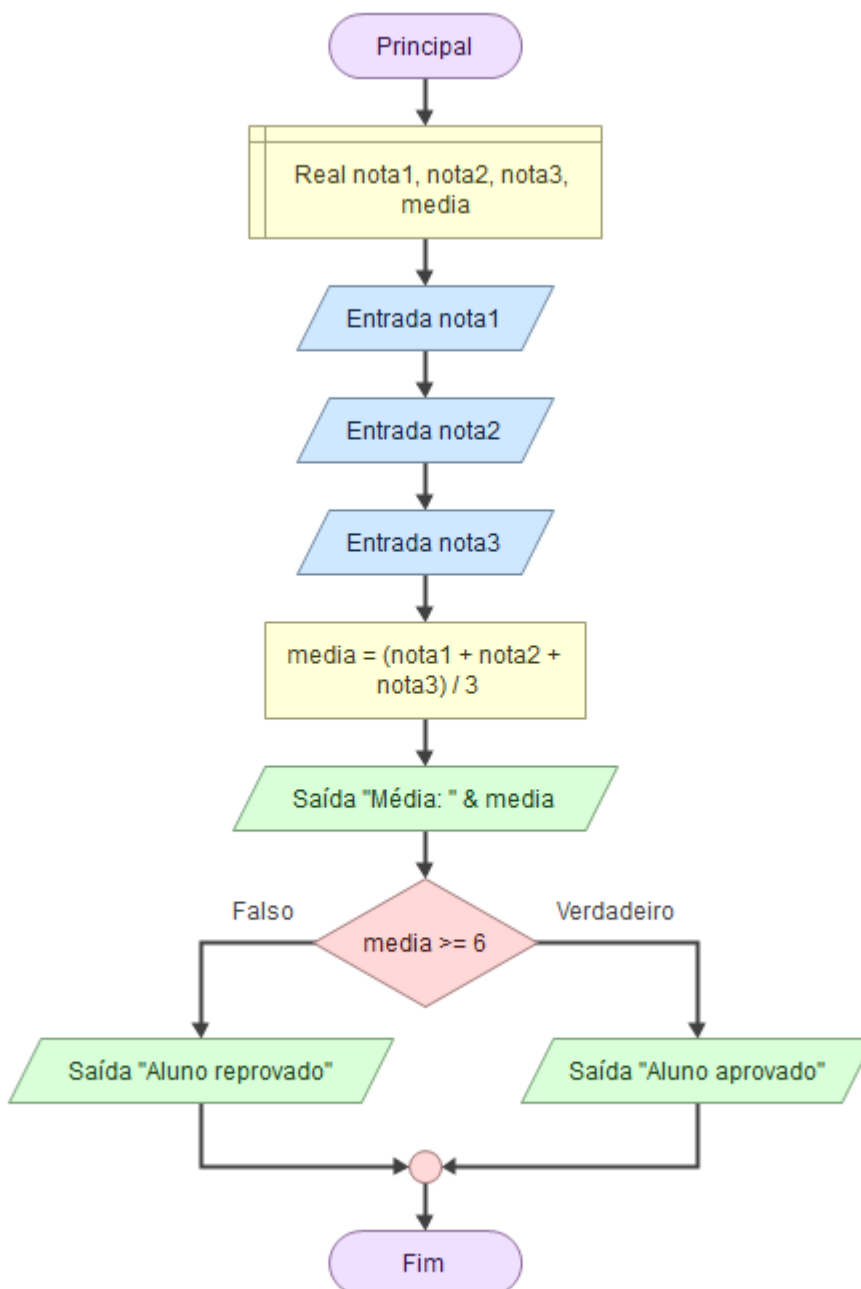 Principal
Real nota1, nota2, nota3,
media
Entrada nota1
Entrada nota2
Entrada nota3
media = (nota1 + nota2 +
nota3) / 3
Saída "Média: " & media
Falso
Verdadeiro
media >= 6
Saída "Aluno reprovado"
Saída "Aluno aprovado"
Fim